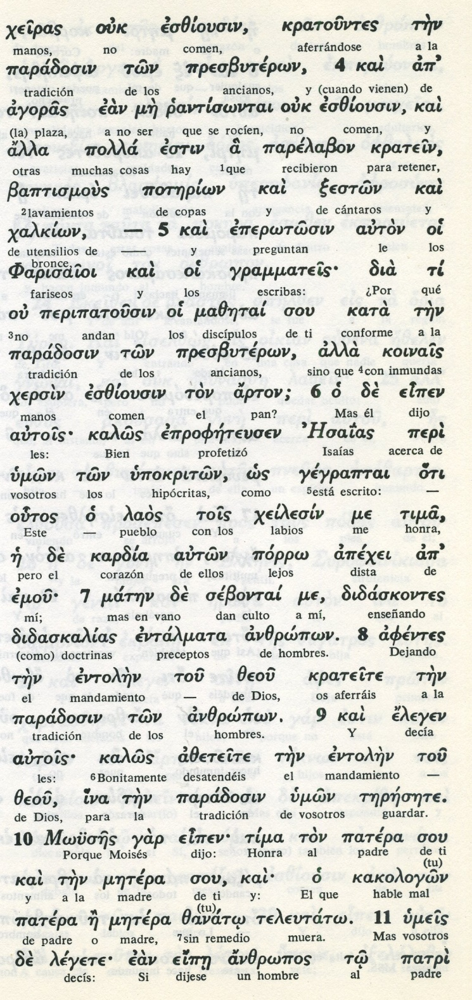 χεῖρας οὐκ ἐσθίουσιν, κρατοῦντες τὴν
manos, no comen, aferrándose a la
παράδοσιν τῶν πρεσβυτέρων, 4 καὶ ἀπ’
tradición de los ancianos, y (cuando vienen) de
ἀγορᾶς ἐὰν μὴ ῥαντίσωνται οὐκ ἐσθίουσιν, καὶ
(la) plaza, a no ser que se rocíen, no comen, y
ἄλλα πολλά ἐστιν ἃ παρέλαβον κρατεῖν,
otras muchas cosas hay 1que recibieron para retener,
βαπτισμοὺς ποτηρίων καὶ ξεστῶν καὶ
2lavamientos de copas y de cántaros y
χαλκίων, 5 καὶ ἐπερωτῶσιν αὐτὸν οἱ
de utensilios de —— y preguntan le los
bronce.
Φαρισαῖοι καὶ οἱ γραμματεῖς· διὰ τί
fariseos y los escribas: ¿Por qué
οὐ περιπατοῦσιν οἱ μαθηταί σου κατὰ τὴν
3no andan los discípulos de ti conforme a la
παράδοσιν τῶν πρεσβυτέρων, ἀλλὰ κοιναῖς
tradición de los ancianos, sino que 4con inmundas
χερσὶν ἐσθίουσιν τὸν ἄρτον; 6 ὁ δὲ εἶπεν
manos comen el pan? Mas él dijo
αὐτοῖς· καλῶς ἐπροφήτευσεν Ἠσαΐας περὶ
les: Bien profetizó Isaías acerca de
ὑμῶν τῶν ὑποκριτῶν, ὡς γέγραπται ὅτι
vosotros los hipócritas, como 5está escrito: —
οὗτος ὁ λαὸς τοῖς χείλεσίν με τιμᾷ,
Este — pueblo con los labios me honra,
ἡ δὲ καρδία αὐτῶν πόρρω ἀπέχει ἀπ’
pero el corazón de ellos lejos dista de
ἐμοῦ· 7 μάτην δὲ σέβονταί με, διδάσκοντες
mí; mas en vano dan culto a mí, enseñando
διδασκαλίας ἐντάλματα ἀνθρώπων. 8 ἀφέντες
(como) doctrinas preceptos de hombres. Dejando
τὴν ἐντολὴν τοῦ θεοῦ κρατεῖτε τὴν
el mandamiento — de Dios, os aferráis a la
παράδοσιν τῶν ἀνθρώπων. 9 καὶ ἔλεγεν
tradición de los hombres. Y decía
αὐτοῖς· καλῶς ἀθετεῖτε τὴν ἐντολὴν τοῦ
les: 6Bonitamente desatendéis el mandamiento —
θεοῦ, ἵνα τὴν παράδοσιν ὑμῶν τηρήσητε.
de Dios, para la tradición de vosotros guardar.
10 Μωϋσῆς γὰρ εἶπεν· τίμα τὸν πατέρα σου
Porque Moisés dijo: Honra al padre de ti
(tu)
καὶ τὴν μητέρα σου, καὶ· ὁ κακολογῶν
y a la madre de ti y: El que hable mal
(tu)
πατέρα ἢ μητέρα θανάτῳ τελευτάτω. 11 ὑμεῖς
de padre o madre, 7sin remedio muera. Mas vosotros
δὲ λέγετε· ἐὰν εἴπῃ ἄνθρωπος τῷ πατρὶ
decís: Si dijese un hombre al padre